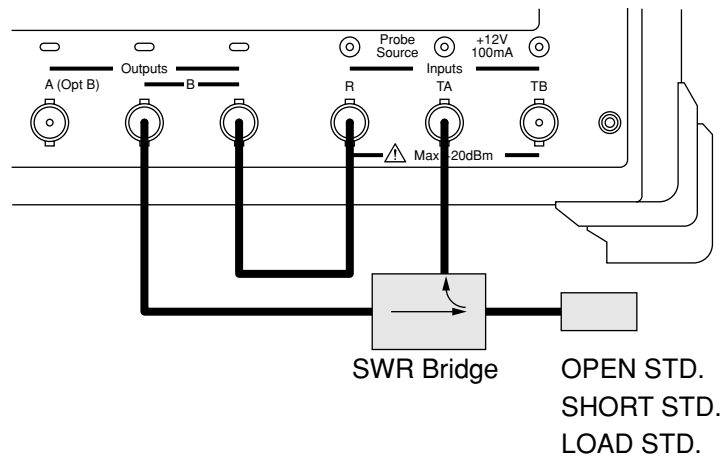 Probe
Source
+12V
100mA
Outputs
Inputs
A (Opt B)
B
R
TA
TB
Max -20dBm
SWR Bridge
OPEN STD.
SHORT STD.
LOAD STD.